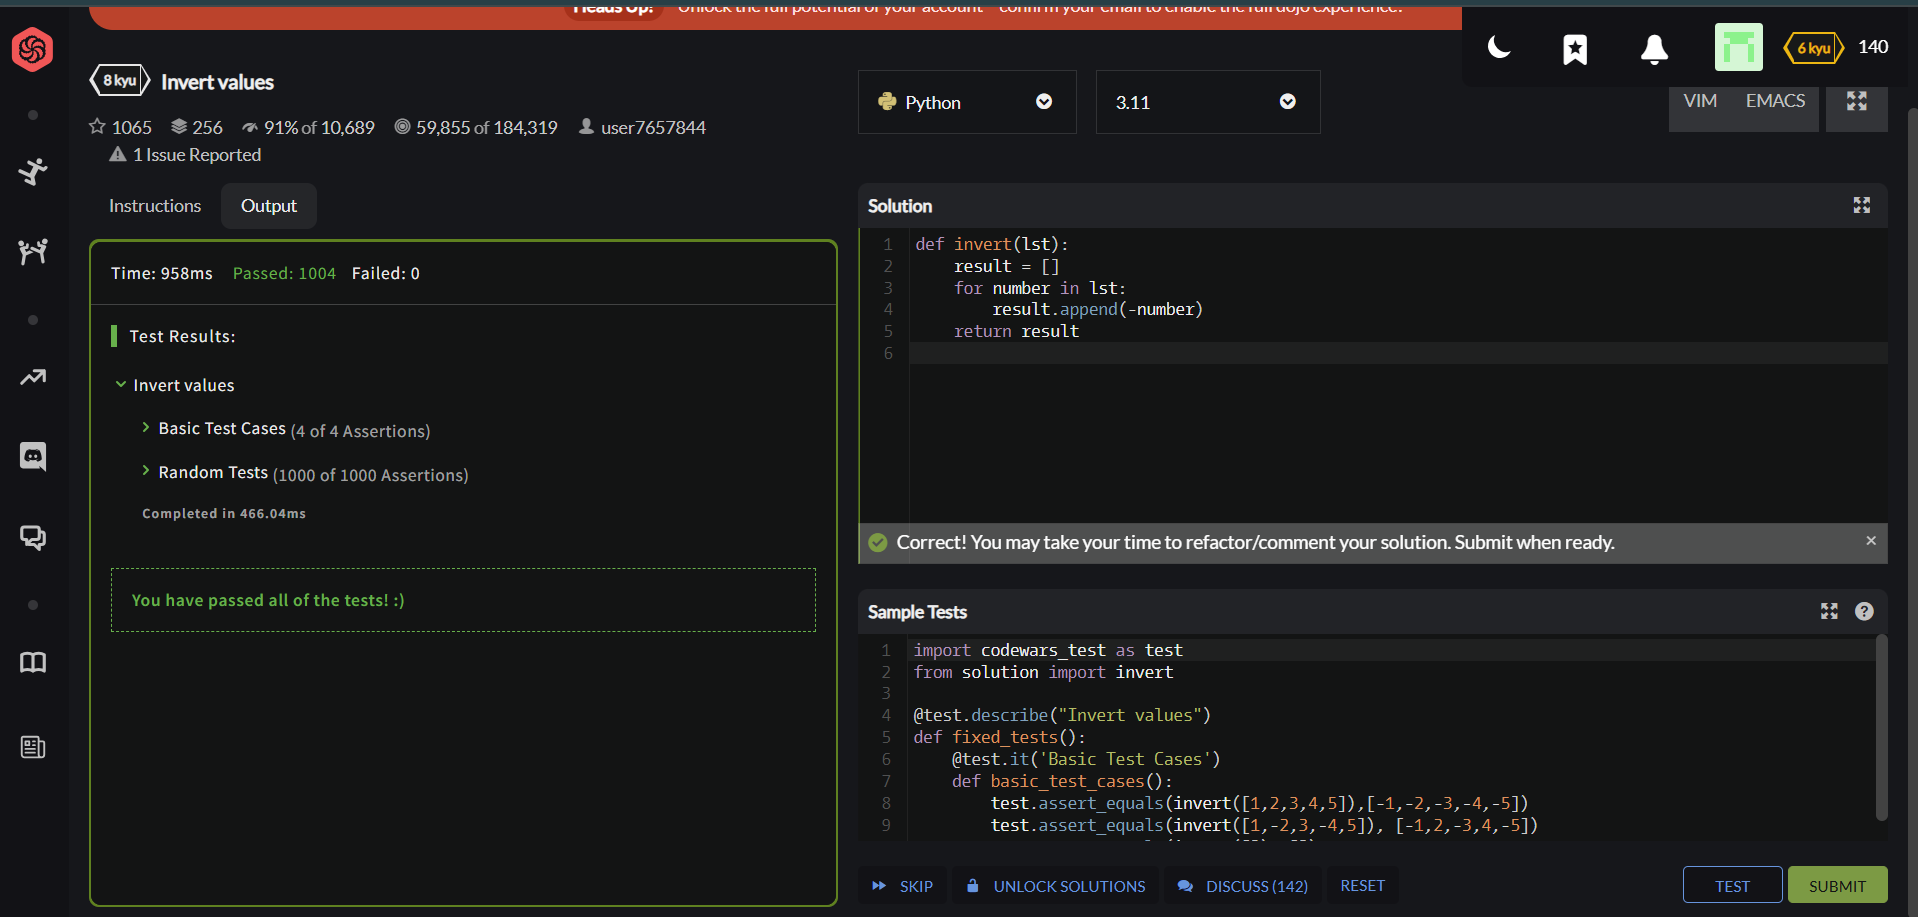 Heads Up! Unlock the full potential of your account - confirm your email to enable the full dojo experience.
6 kyu 140
8 kyu Invert values
1065 256 91% of 10,689 59,855 of 184,319 user7657844
1 Issue Reported
Python 3.11
VIM EMACS
Instructions Output
Time: 958ms Passed: 1004 Failed: 0
Test Results:
Invert values
Basic Test Cases (4 of 4 Assertions)
Random Tests (1000 of 1000 Assertions)
Completed in 466.04ms
You have passed all of the tests! :)
Solution
1 def invert(lst):
2     result = []
3     for number in lst:
4         result.append(-number)
5     return result
6
Correct! You may take your time to refactor/comment your solution. Submit when ready. ×
Sample Tests ?
1 import codewars_test as test
2 from solution import invert
3
4 @test.describe("Invert values")
5 def fixed_tests():
6     @test.it('Basic Test Cases')
7     def basic_test_cases():
8         test.assert_equals(invert([1,2,3,4,5]),[-1,-2,-3,-4,-5])
9         test.assert_equals(invert([1,-2,3,-4,5]), [-1,2,-3,4,-5])
SKIP UNLOCK SOLUTIONS DISCUSS (142) RESET TEST SUBMIT